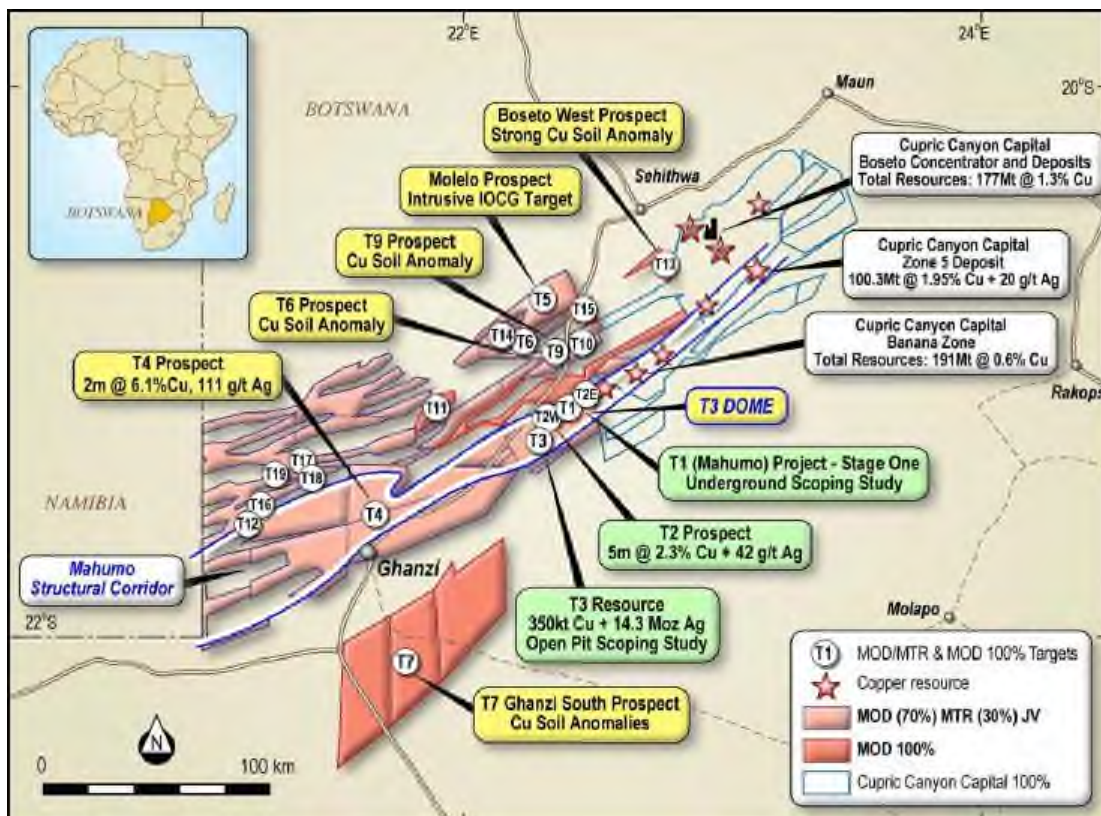 22°E
24°E
20°S
BOTSWANA
BOTSWANA
Maun
Boseto West Prospect
Strong Cu Soil Anomaly
Cupric Canyon Capital
Boseto Concentrator and Deposits
Total Resources: 177Mt @ 1.3% Cu
Sehithwa
Molelo Prospect
Intrusive IOCG Target
T9 Prospect
Cu Soil Anomaly
T13
Cupric Canyon Capital
Zone 5 Deposit
100.3Mt @ 1.95% Cu + 20 g/t Ag
T6 Prospect
Cu Soil Anomaly
T5
T15
T14
T6
T9
T10
Cupric Canyon Capital
Banana Zone
Total Resources: 191Mt @ 0.6% Cu
T4 Prospect
2m @ 6.1%Cu, 111 g/t Ag
Rakops
T11
T2E
T1
T2W
T3
T3 DOME
T17
T19
T18
T16
T12
T4
T1 (Mahumo) Project - Stage One
Underground Scoping Study
NAMIBIA
T2 Prospect
5m @ 2.3% Cu + 42 g/t Ag
Mahumo
Structural Corridor
Ghanzi
T3 Resource
350kt Cu + 14.3 Moz Ag
Open Pit Scoping Study
Molapo
22°S
T7
T7 Ghanzi South Prospect
Cu Soil Anomalies
T1 MOD/MTR & MOD 100% Targets
Copper resource
MOD (70%) MTR (30%) JV
MOD 100%
Cupric Canyon Capital 100%
N
0 100 km